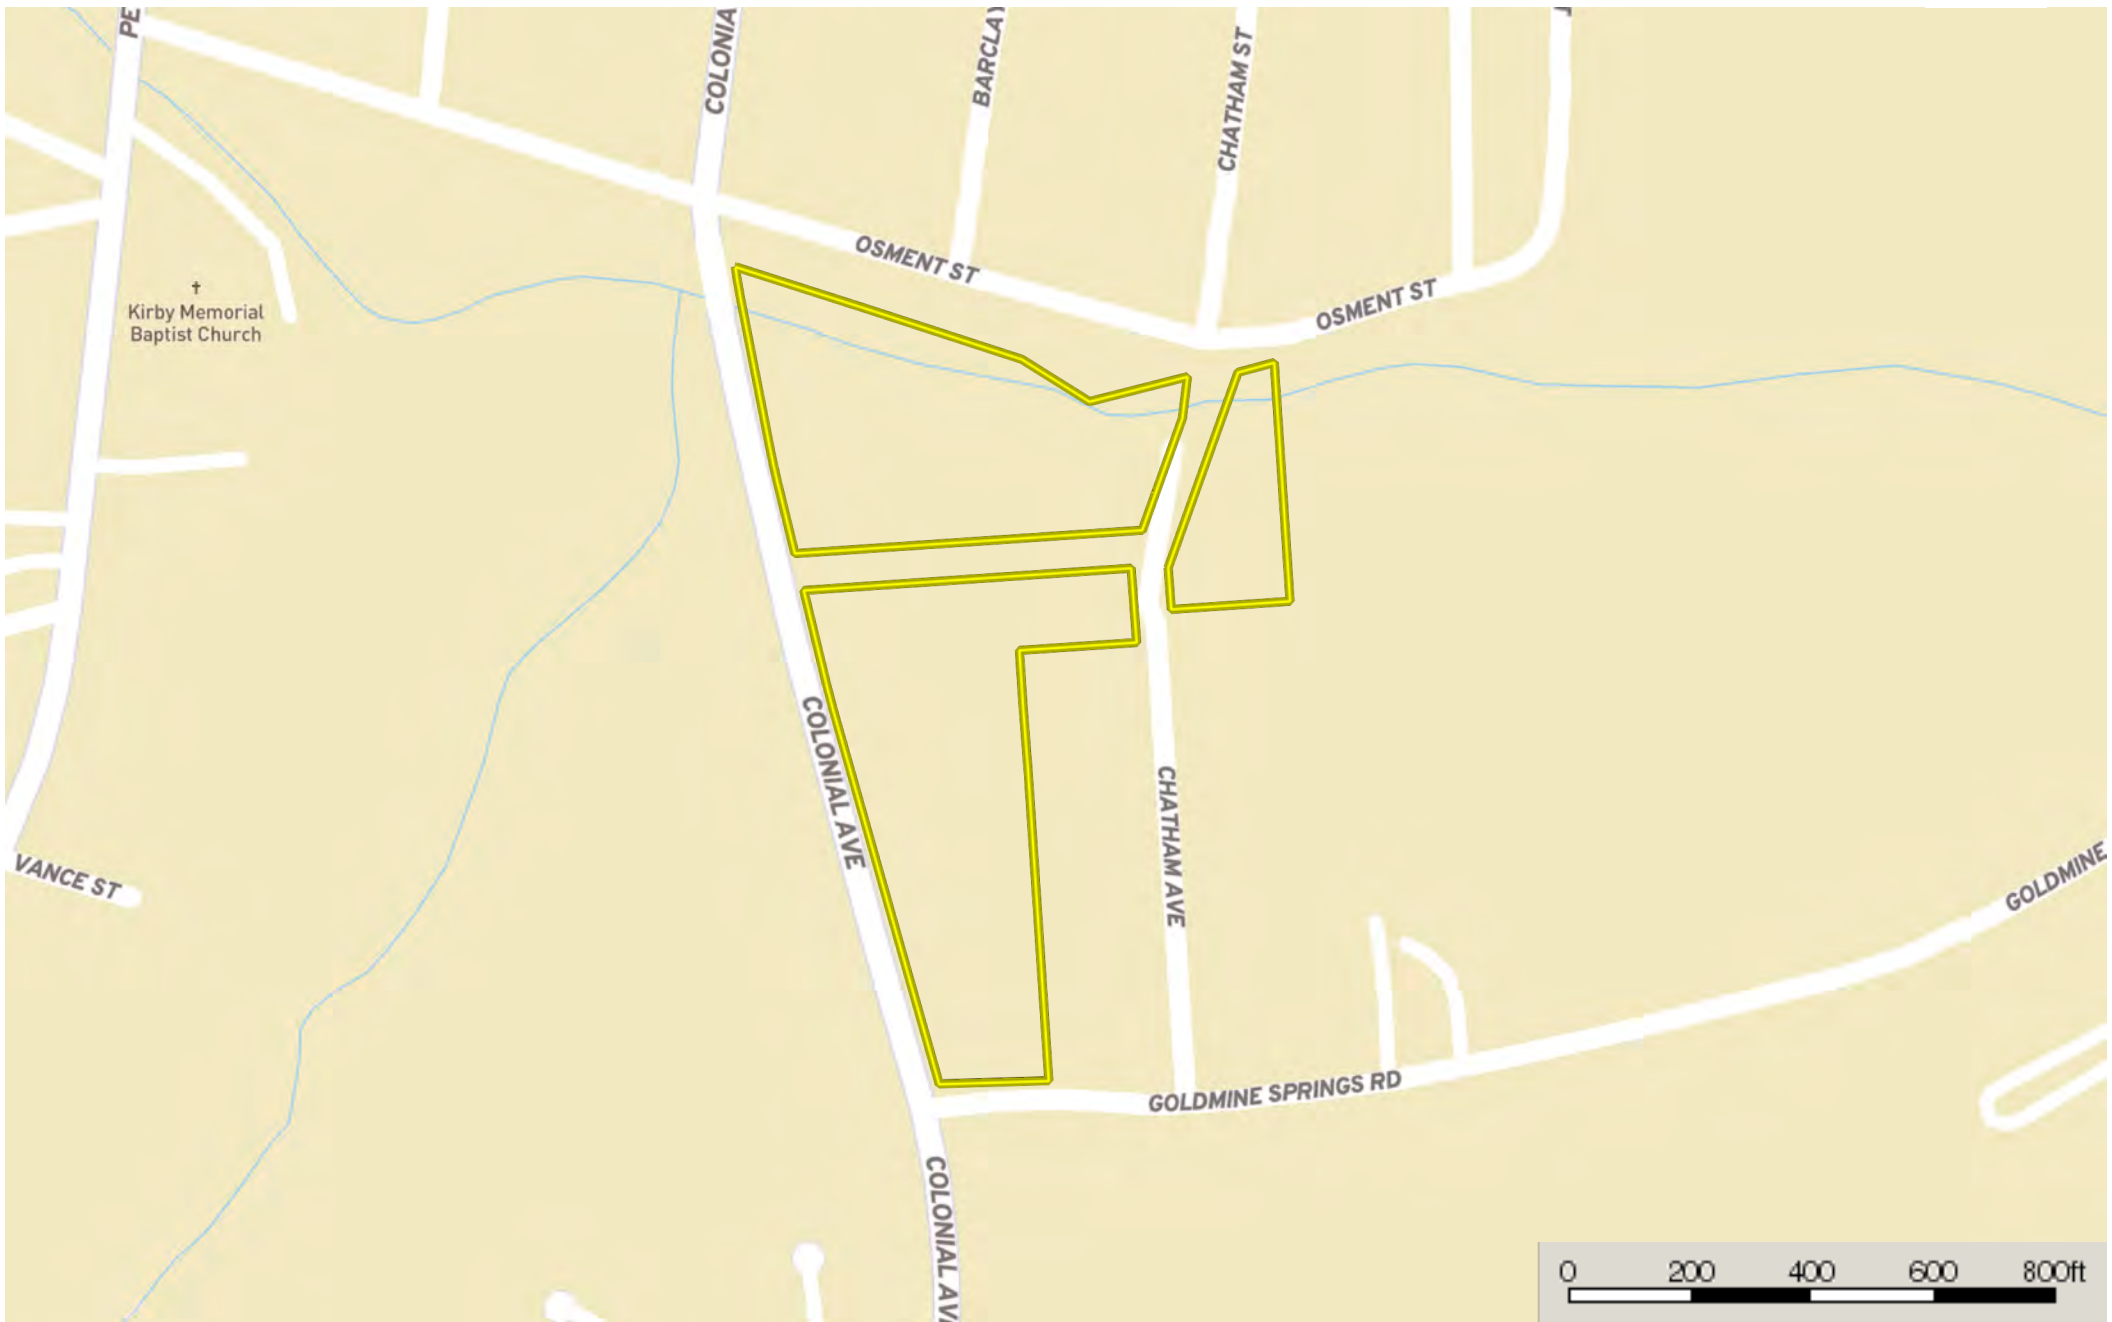 PE
COLONIA
BARCLAY
CHATHAM ST
OSMENT ST
OSMENT ST
✝
Kirby Memorial
Baptist Church
COLONIAL AVE
CHATHAM AVE
VANCE ST
GOLDMINE
GOLDMINE SPRINGS RD
COLONIAL AV
0 200 400 600 800ft